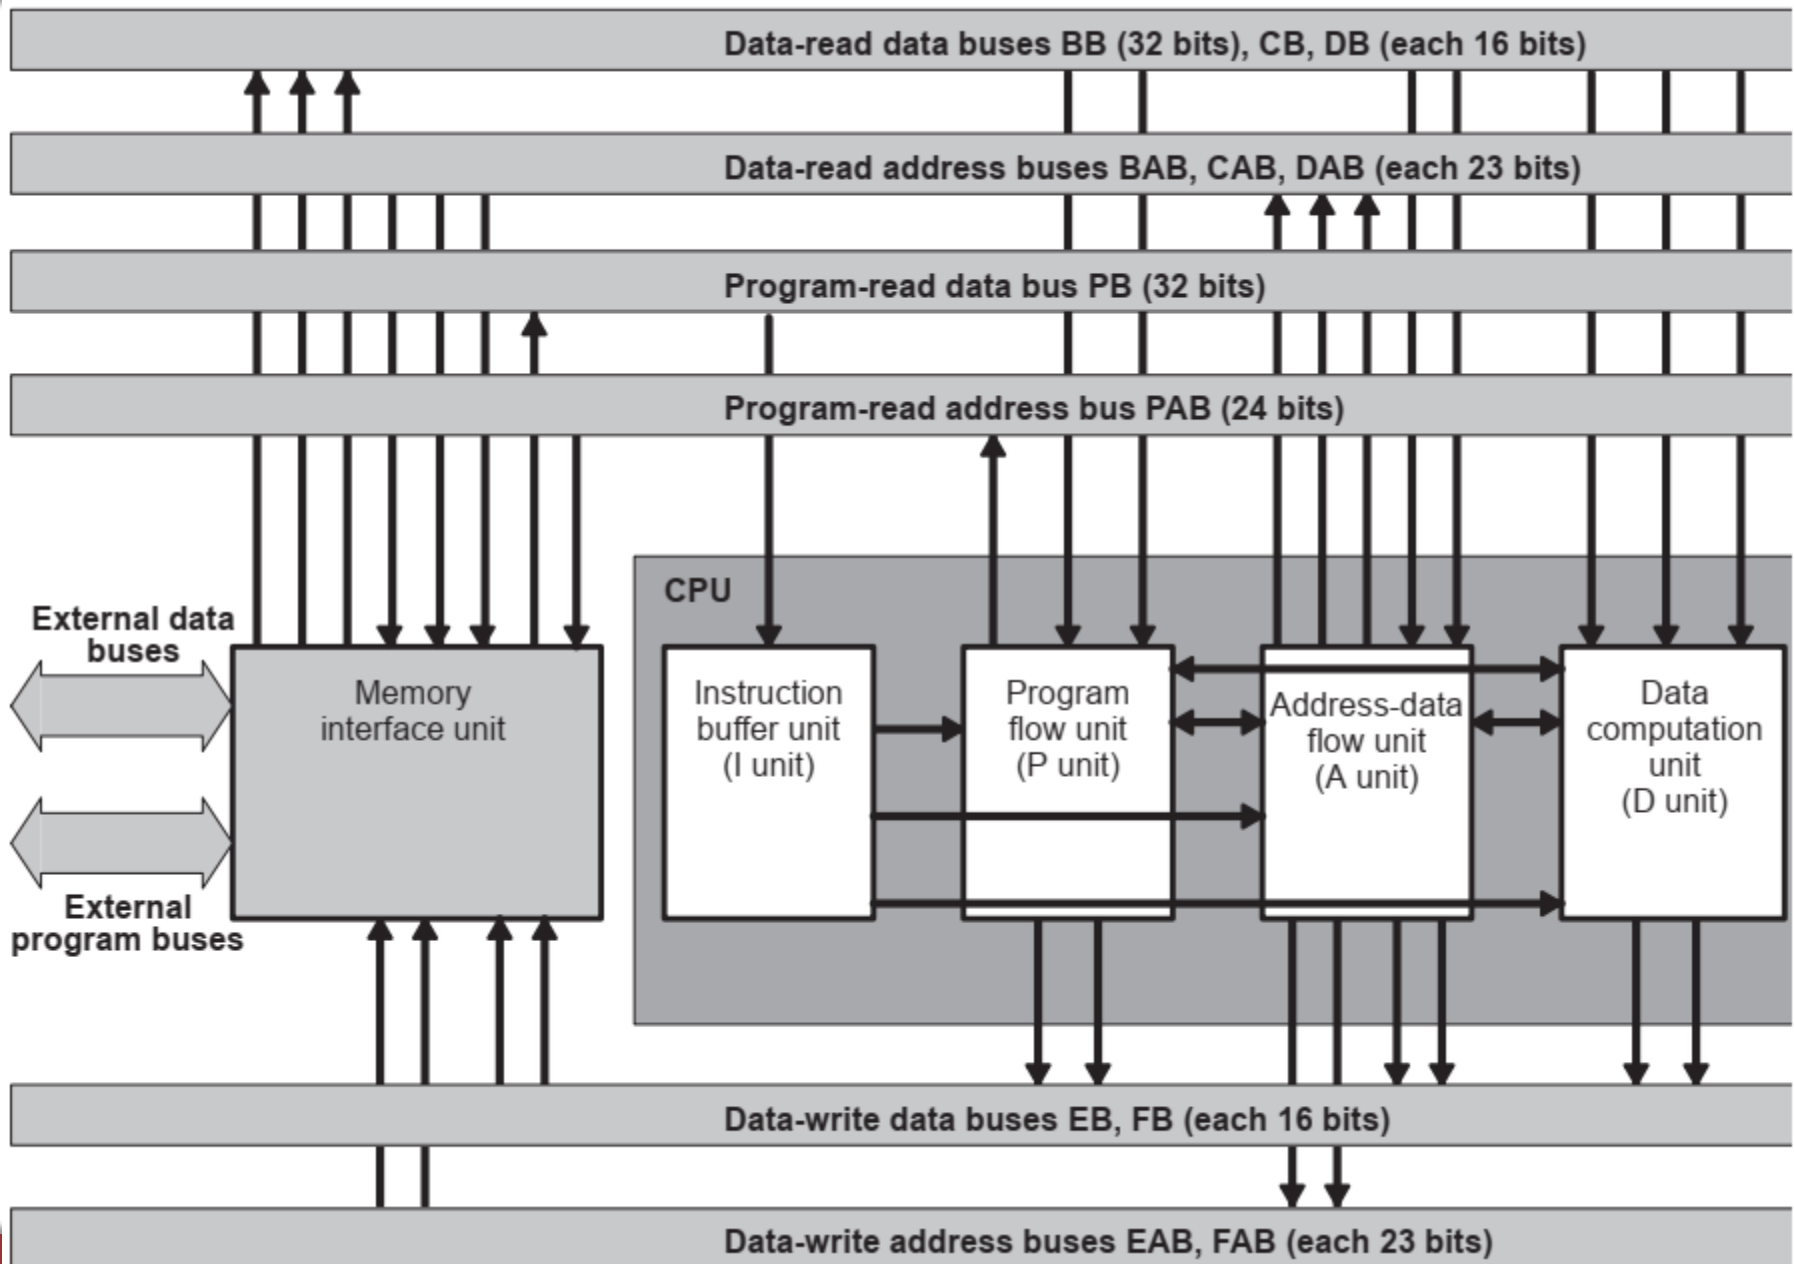 Data-read data buses BB (32 bits), CB, DB (each 16 bits)
Data-read address buses BAB, CAB, DAB (each 23 bits)
Program-read data bus PB (32 bits)
Program-read address bus PAB (24 bits)
CPU
External data
buses
Memory
interface unit
Instruction
buffer unit
(I unit)
Program
flow unit
(P unit)
Address-data
flow unit
(A unit)
Data
computation
unit
(D unit)
External
program buses
Data-write data buses EB, FB (each 16 bits)
Data-write address buses EAB, FAB (each 23 bits)